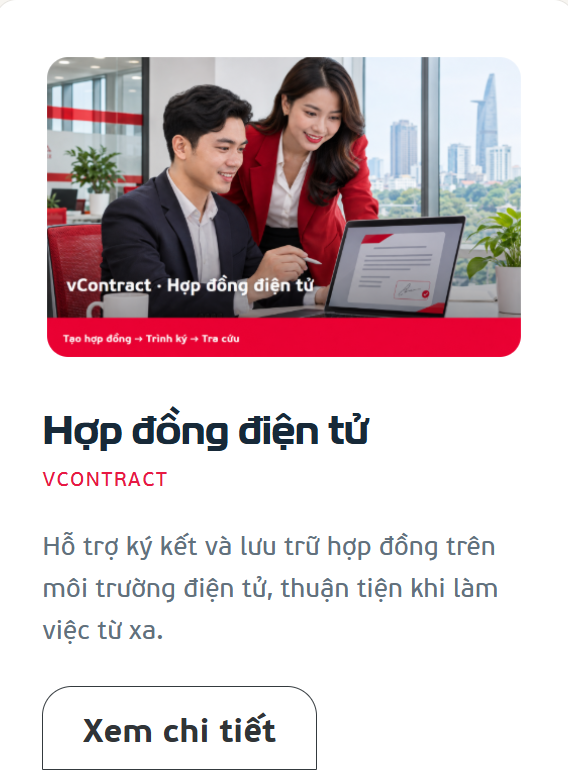 vContract · Hợp đồng điện tử
Tạo hợp đồng → Trình ký → Tra cứu
Hợp đồng điện tử
VCONTRACT
Hỗ trợ ký kết và lưu trữ hợp đồng trên
môi trường điện tử, thuận tiện khi làm
việc từ xa.
Xem chi tiết